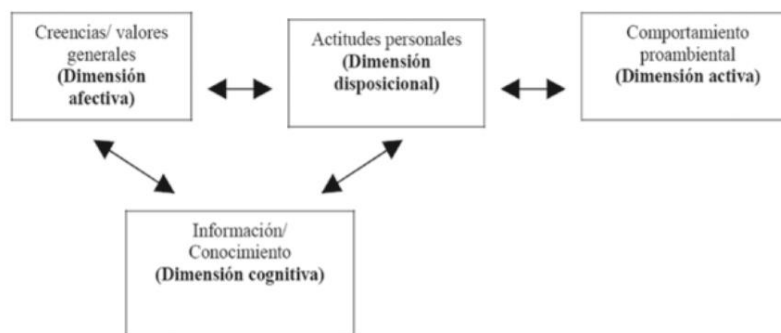 Creencias/ valores
generales
(Dimensión
afectiva)
Actitudes personales
(Dimensión
disposicional)
Comportamiento
proambiental
(Dimensión activa)
Información/
Conocimiento
(Dimensión cognitiva)